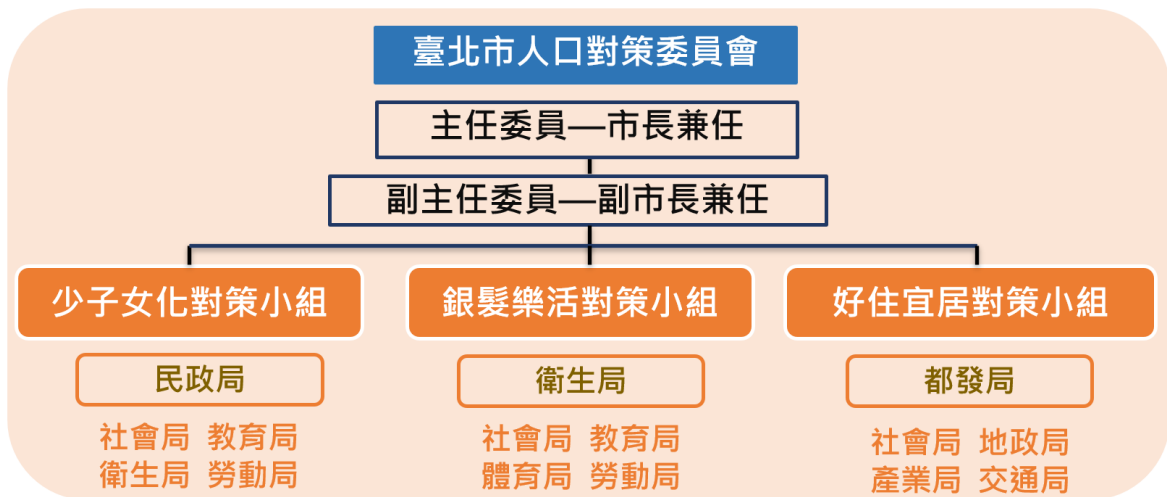 臺北市人口對策委員會
主任委員—市長兼任
副主任委員—副市長兼任
少子女化對策小組
銀髮樂活對策小組
好住宜居對策小組
民政局
衛生局
都發局
社會局 教育局
衛生局 勞動局
社會局 教育局
體育局 勞動局
社會局 地政局
產業局 交通局